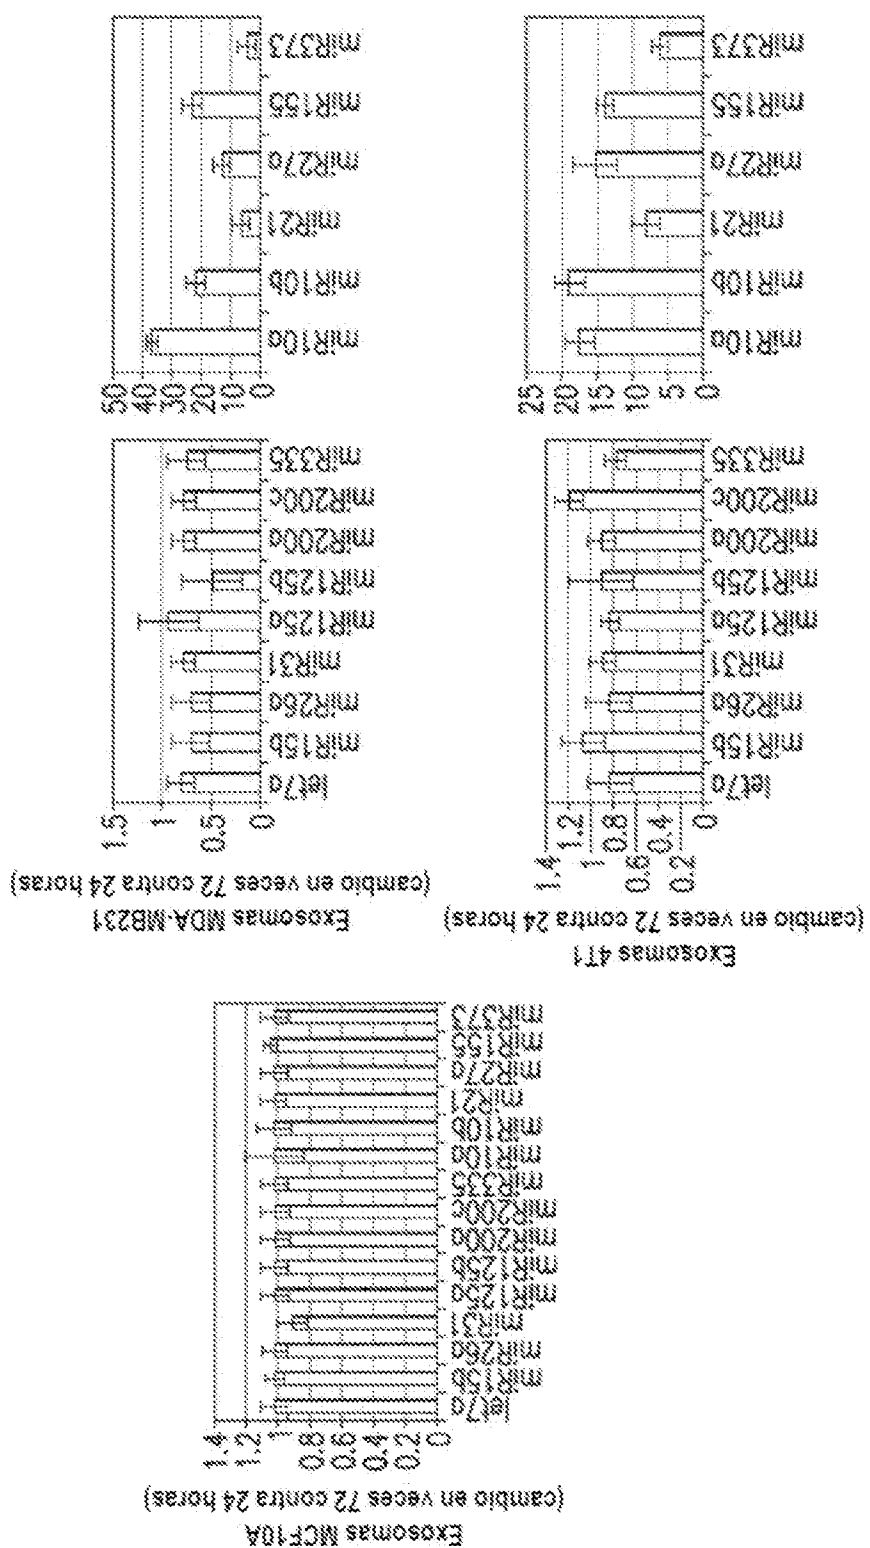 Exosomas MCF10A
(cambio en veces 72 contra 24 horas)
1.4
1.2
1
0.8
0.6
0.4
0.2
0
let7a
miR15b
miR26a
miR31
miR125a
miR125b
miR200a
miR200c
miR335
miR10a
miR10b
miR21
miR27a
miR155
miR373
Exosomas MDA-MB231
(cambio en veces 72 contra 24 horas)
1.5
1
0.5
0
let7a
miR15b
miR26a
miR31
miR125a
miR125b
miR200a
miR200c
miR335
50
40
30
20
10
0
miR10a
miR10b
miR21
miR27a
miR155
miR373
Exosomas 4T1
(cambio en veces 72 contra 24 horas)
1.4
1.2
1
0.8
0.6
0.4
0.2
0
let7a
miR15b
miR26a
miR31
miR125a
miR125b
miR200a
miR200c
miR335
25
20
15
10
5
0
miR10a
miR10b
miR21
miR27a
miR155
miR373